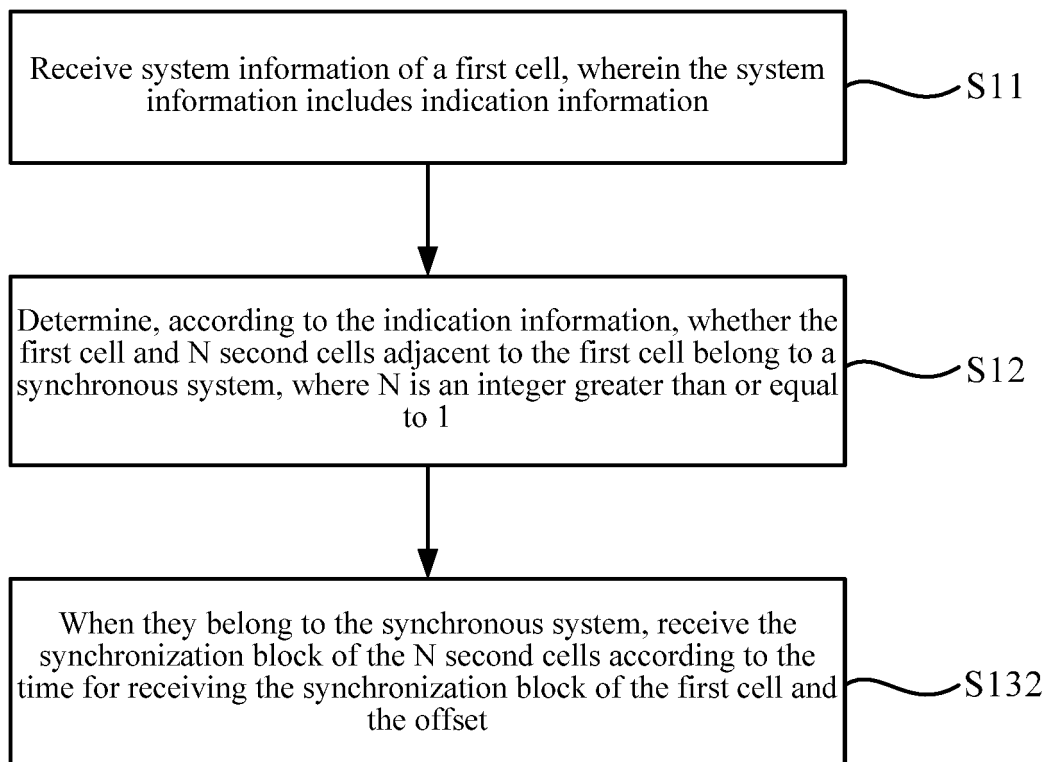 Receive system information of a first cell, wherein the system
information includes indication information
S11
Determine, according to the indication information, whether the
first cell and N second cells adjacent to the first cell belong to a
synchronous system, where N is an integer greater than or equal
to 1
S12
When they belong to the synchronous system, receive the
synchronization block of the N second cells according to the
time for receiving the synchronization block of the first cell and
the offset
S132